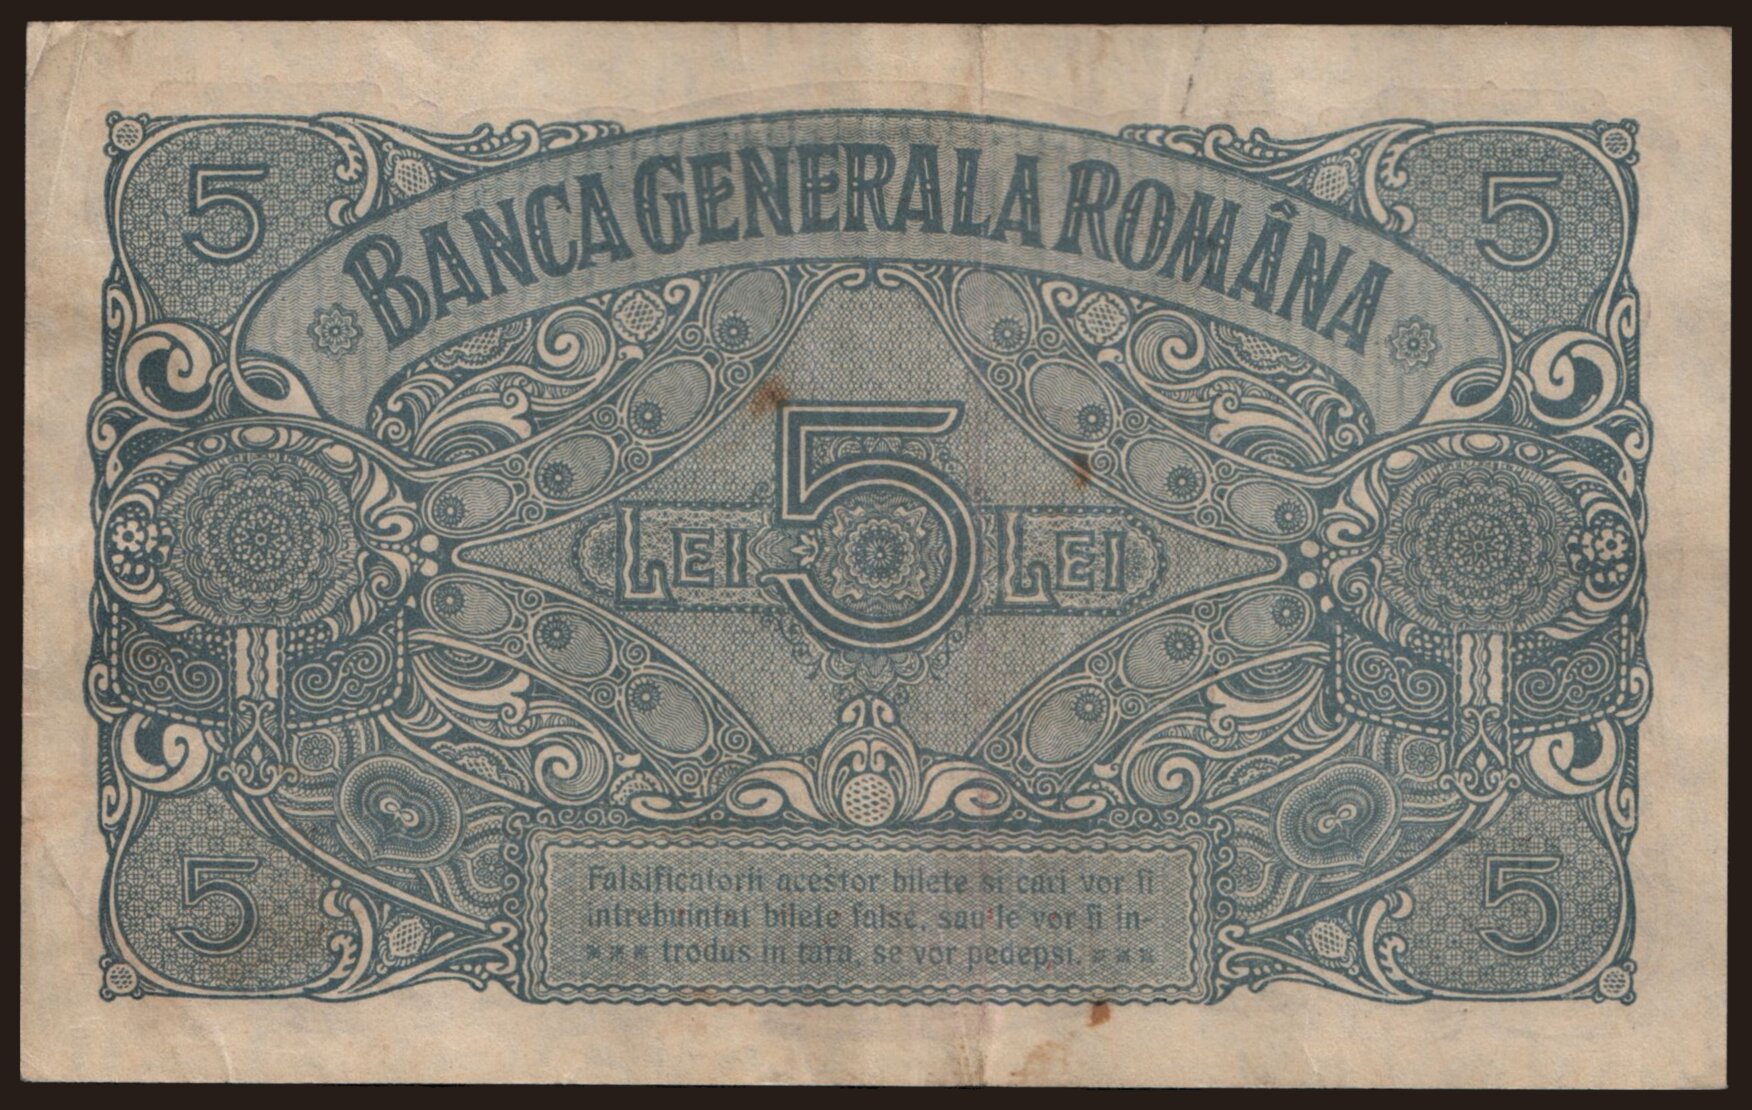 5 5
BANCA GENERALA ROMÂNA
LEI 5 LEI
5 5
Falsificatorii acestor bilete si cari vor fi
intrebuintat bilete false, sau le vor fi in-
*** trodus in tara, se vor pedepsi. ***